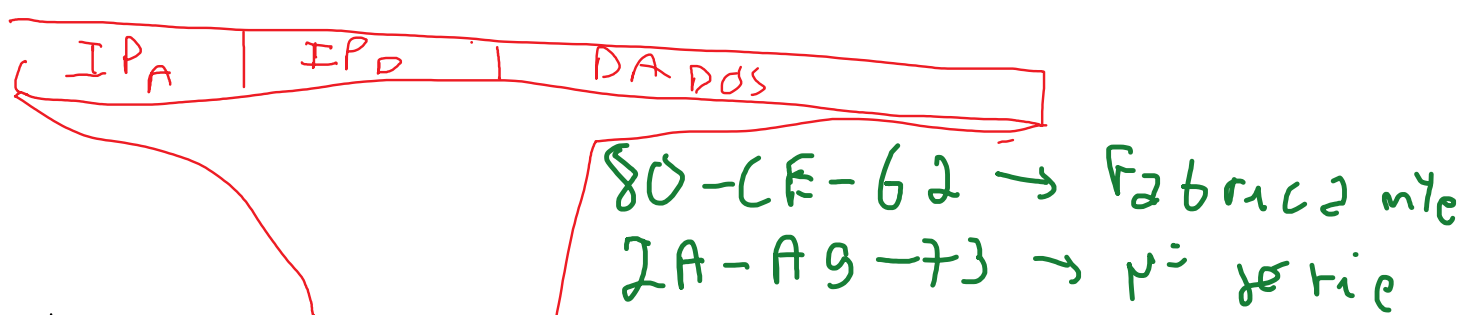 IPA IPD DADOS
80-CE-62 → Fabricante
2A-A9-73 → Nº serie